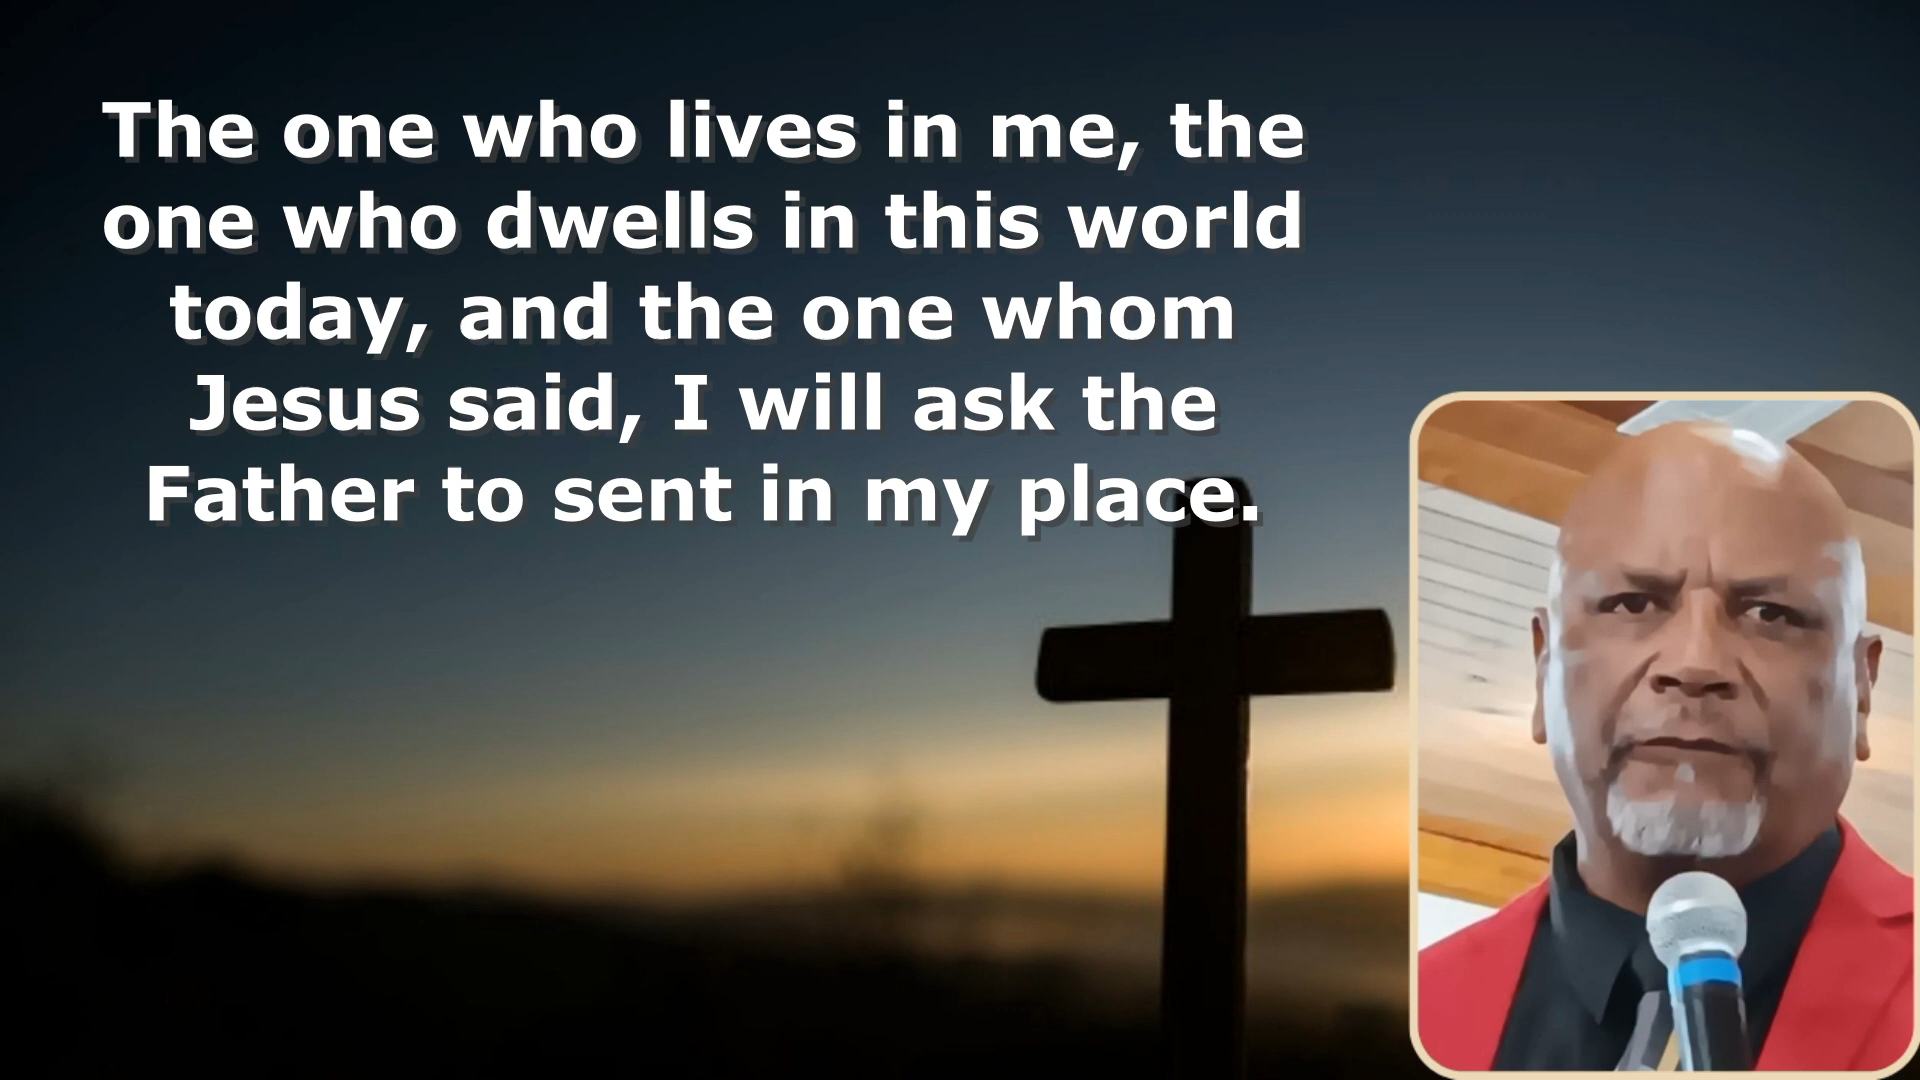 The one who lives in me, the
one who dwells in this world
today, and the one whom
Jesus said, I will ask the
Father to sent in my place.